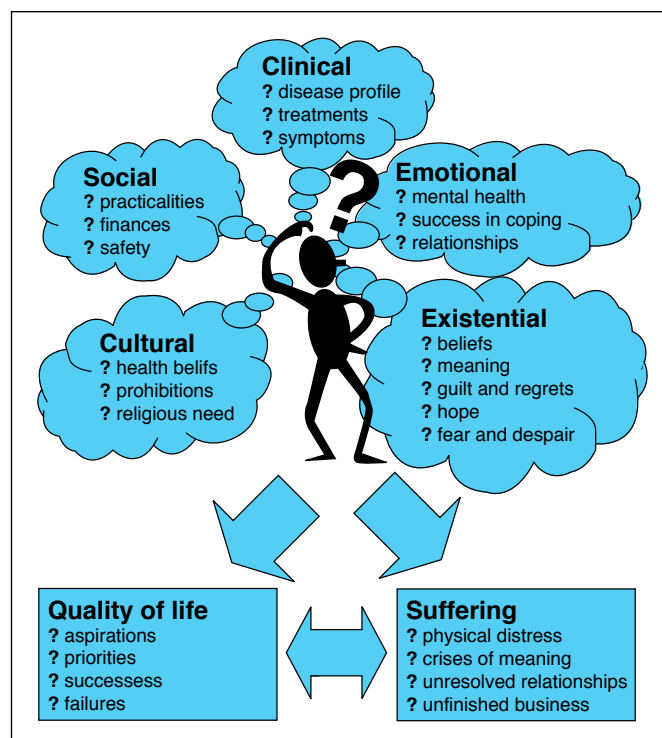 Clinical
? disease profile
? treatments
? symptoms
?
Social
? practicalities
? finances
? safety
Emotional
? mental health
? success in coping
? relationships
Cultural
? health belifs
? prohibitions
? religious need
Existential
? beliefs
? meaning
? guilt and regrets
? hope
? fear and despair
Quality of life
? aspirations
? priorities
? successess
? failures
Suffering
? physical distress
? crises of meaning
? unresolved relationships
? unfinished business